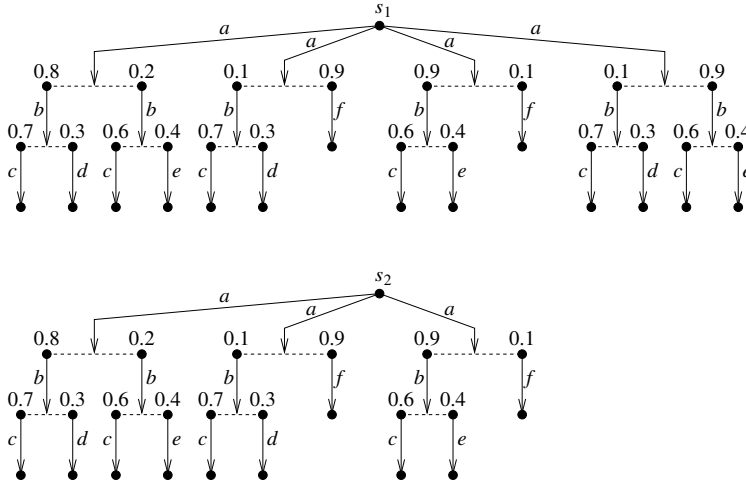 s1
a a a a
0.8 0.2 0.1 0.9 0.9 0.1 0.1 0.9
b b b f b f b b
0.7 0.3 0.6 0.4 0.7 0.3 0.6 0.4 0.7 0.3 0.6 0.4
c d c e c d c e c d c e
s2
a a a
0.8 0.2 0.1 0.9 0.9 0.1
b b b f b f
0.7 0.3 0.6 0.4 0.7 0.3 0.6 0.4
c d c e c d c e